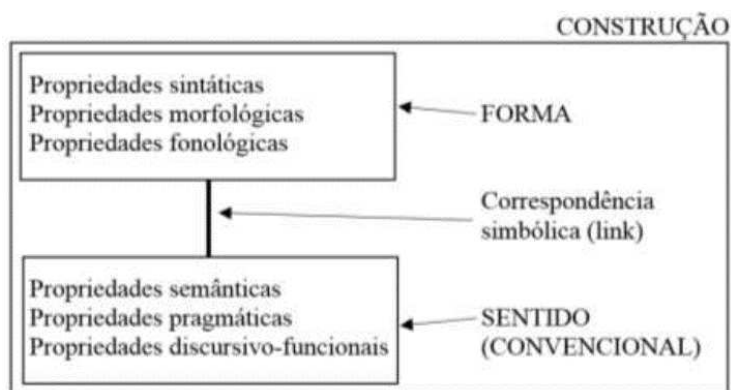 CONSTRUÇÃO
Propriedades sintáticas
Propriedades morfológicas
Propriedades fonológicas
FORMA
Correspondência
simbólica (link)
Propriedades semânticas
Propriedades pragmáticas
Propriedades discursivo-funcionais
SENTIDO
(CONVENCIONAL)